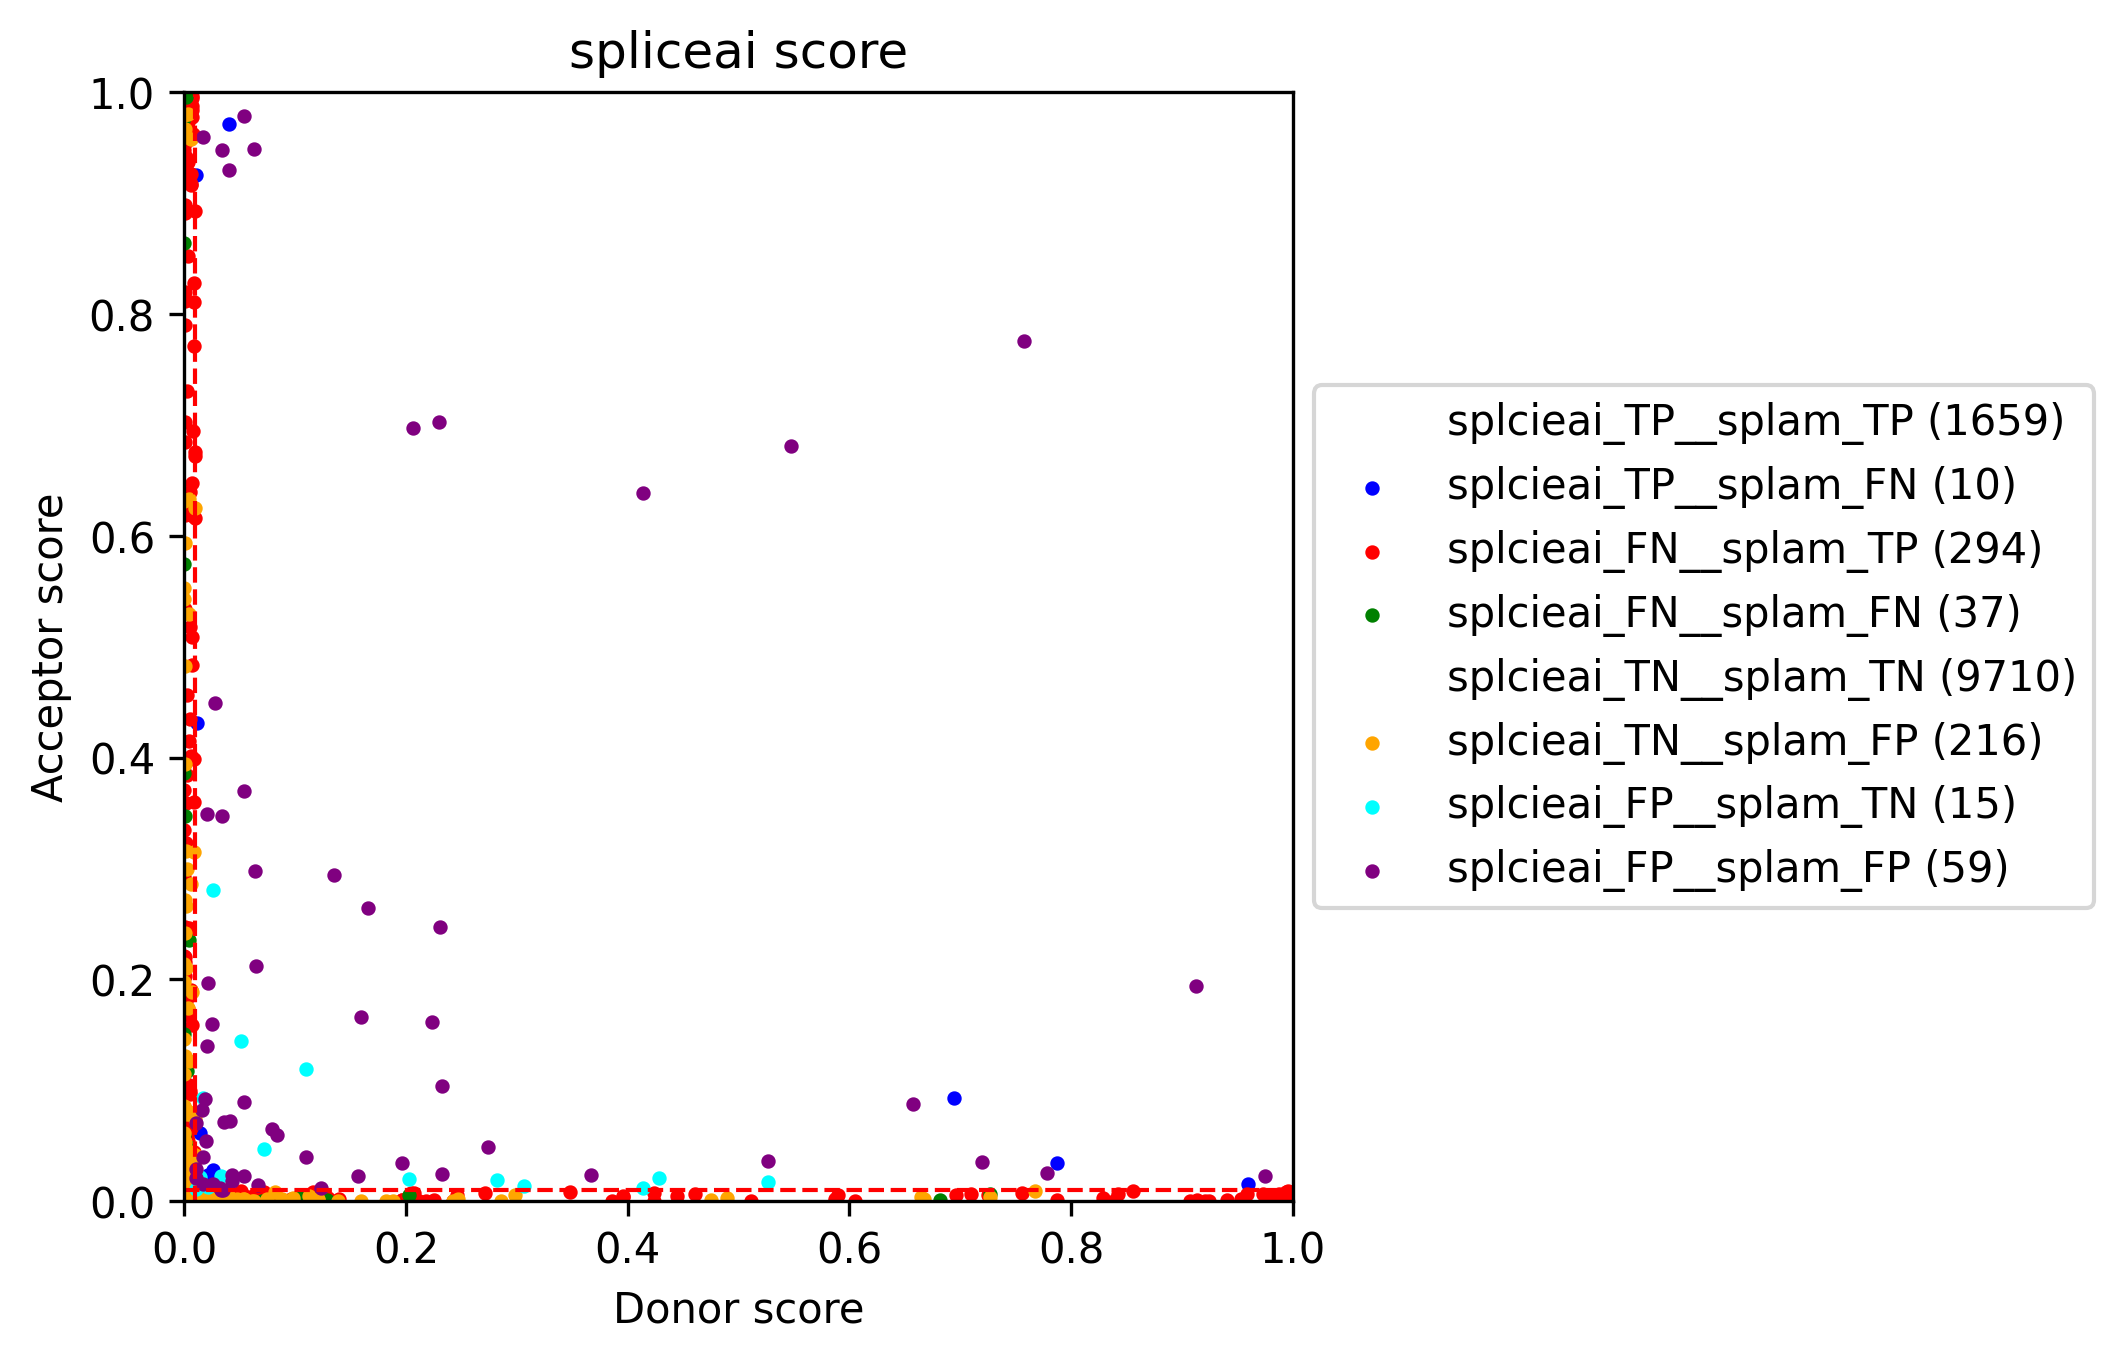 spliceai score
1.0
0.8
0.6
0.4
0.2
0.0
Acceptor score
0.0 0.2 0.4 0.6 0.8 1.0
Donor score
splcieai_TP__splam_TP (1659)
splcieai_TP__splam_FN (10)
splcieai_FN__splam_TP (294)
splcieai_FN__splam_FN (37)
splcieai_TN__splam_TN (9710)
splcieai_TN__splam_FP (216)
splcieai_FP__splam_TN (15)
splcieai_FP__splam_FP (59)